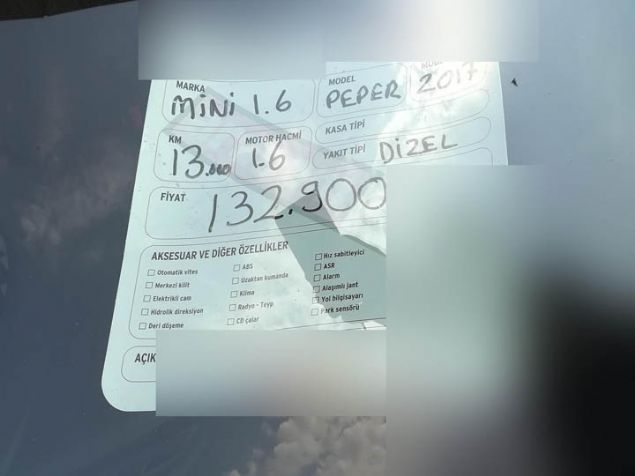 MARKA MODEL
MİNİ 1.6 PEPER 2017
KM MOTOR HACMİ KASA TİPİ
13.000 1.6 YAKIT TİPİ DİZEL
FİYAT
132.900
AKSESUAR VE DİĞER ÖZELLİKLER
Otomatik vites ABS Hız sabitleyici
Merkezi kilit Uzaktan kumanda ASR
Elektrikli cam Klima Alarm
Hidrolik direksiyon Radyo - Teyp Alaşımlı jant
Deri döşeme CD çalar Yol bilgisayarı
Park sensörü
AÇIK